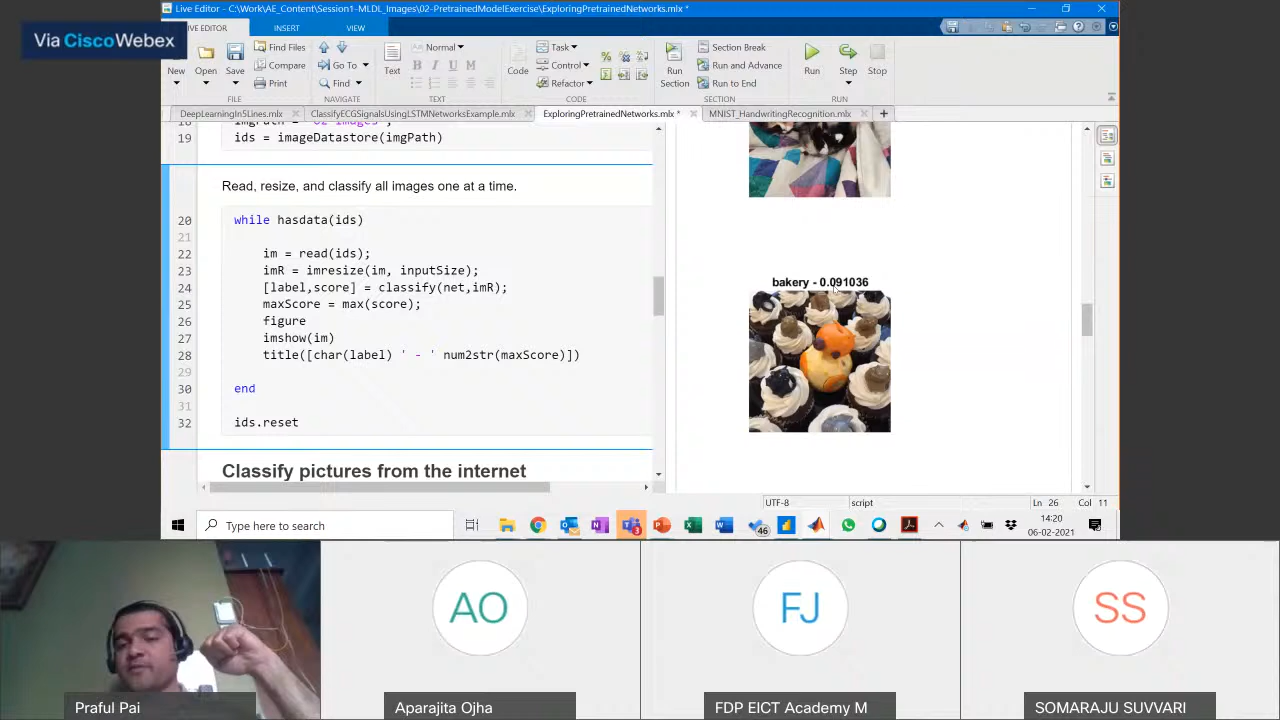 Via Cisco Webex
Live Editor - C:\Work\AE_Content\Session1-MLDL_Images\02-PretrainedModelExercise\ExploringPretrainedNetworks.mlx *
INSERT
VIEW
New
Open
Save
Find Files
Compare
Print
Go To
Find
Text
Normal
B I U M
Code
Task
Control
Refactor
Run Section
Section Break
Run and Advance
Run to End
Run
Step
Stop
FILE
NAVIGATE
TEXT
CODE
SECTION
RUN
DeepLearningIn5Lines.mlx
ClassifyECGSignalsUsingLSTMNetworksExample.mlx
ExploringPretrainedNetworks.mlx *
MNIST_HandwritingRecognition.mlx
19 ids = imageDatastore(imgPath)
Read, resize, and classify all images one at a time.
20 while hasdata(ids)
21
22 im = read(ids);
23 imR = imresize(im, inputSize);
24 [label,score] = classify(net,imR);
25 maxScore = max(score);
26 figure
27 imshow(im)
28 title([char(label) ' - ' num2str(maxScore)])
29
30 end
31
32 ids.reset
Classify pictures from the internet
bakery - 0.091036
UTF-8
script
Ln 26
Col 11
Type here to search
46
14:20
06-02-2021
AO
FJ
SS
Praful Pai
Aparajita Ojha
FDP EICT Academy M
SOMARAJU SUVVARI